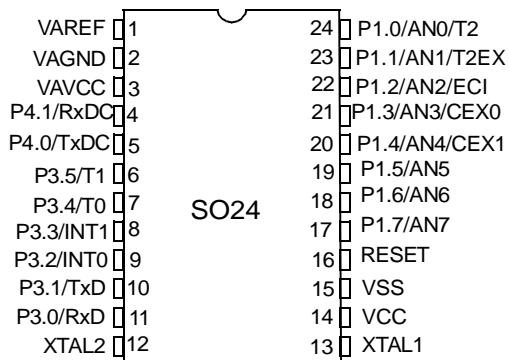 VAREF 1 24 P1.0/AN0/T2
VAGND 2 23 P1.1/AN1/T2EX
VAVCC 3 22 P1.2/AN2/ECI
P4.1/RxDC 4 21 P1.3/AN3/CEX0
P4.0/TxDC 5 20 P1.4/AN4/CEX1
P3.5/T1 6 19 P1.5/AN5
P3.4/T0 7 18 P1.6/AN6
SO24
P3.3/INT1 8 17 P1.7/AN7
P3.2/INT0 9 16 RESET
P3.1/TxD 10 15 VSS
P3.0/RxD 11 14 VCC
XTAL2 12 13 XTAL1